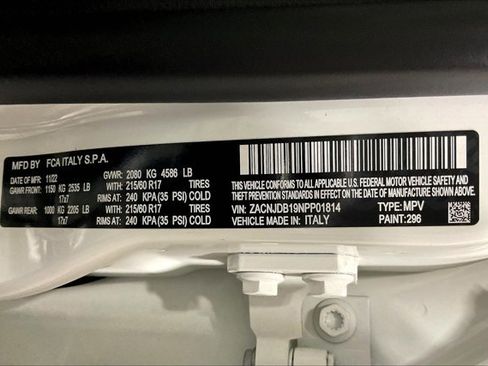 MFD BY FCA ITALY S.P.A.
DATE OF MFR: 11/22 GVWR: 2080 KG 4586 LB
GAWR FRONT: 1150 KG 2535 LB WITH 215/60 R17 TIRES
17x7 RIMS AT: 240 KPA(35 PSI) COLD
GAWR REAR: 1000 KG 2205 LB WITH 215/60 R17 TIRES
17x7 RIMS AT: 240 KPA(35 PSI) COLD
THIS VEHICLE CONFORMS TO ALL APPLICABLE U.S. FEDERAL MOTOR VEHICLE SAFETY AND
THEFT PREVENTION STANDARDS IN EFFECT ON THE DATE OF MANUFACTURE SHOWN ABOVE.
VIN: ZACNJDB19NPP01814 TYPE: MPV
VEHICLE MADE IN: ITALY PAINT: 296